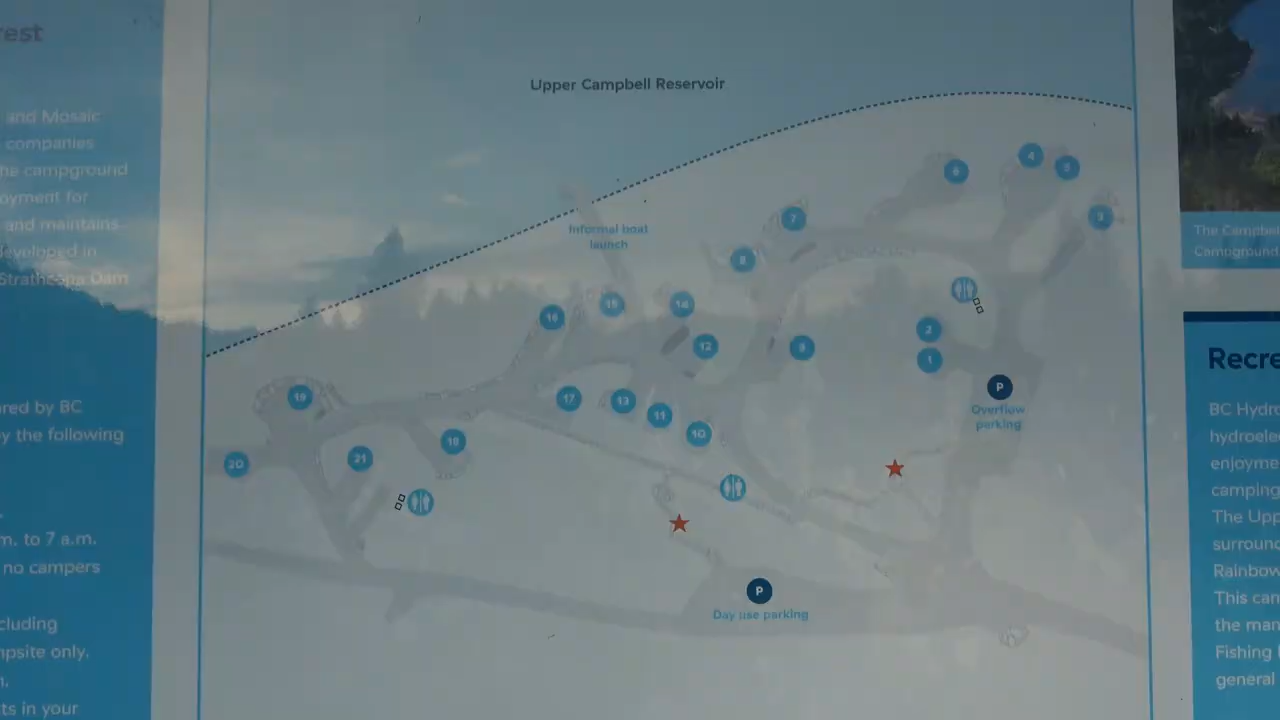 rest
and Mosaic
companies
he campground
oyment for
and maintains
developed in
Strathcona Dam
ared by BC
y the following
m. to 7 a.m.
no campers
cluding
mpsite only.
ts in your
Upper Campbell Reservoir
Informal boat
launch
4
6
5
3
7
8
15
14
16
2
12
9
1
P
Overflow
parking
19
17
13
11
10
18
21
20
P
Day use parking
The Campbel
Campground
Recre
BC Hydro
hydroele
enjoyme
camping
The Upp
surround
Rainbow
This can
the man
Fishing
general